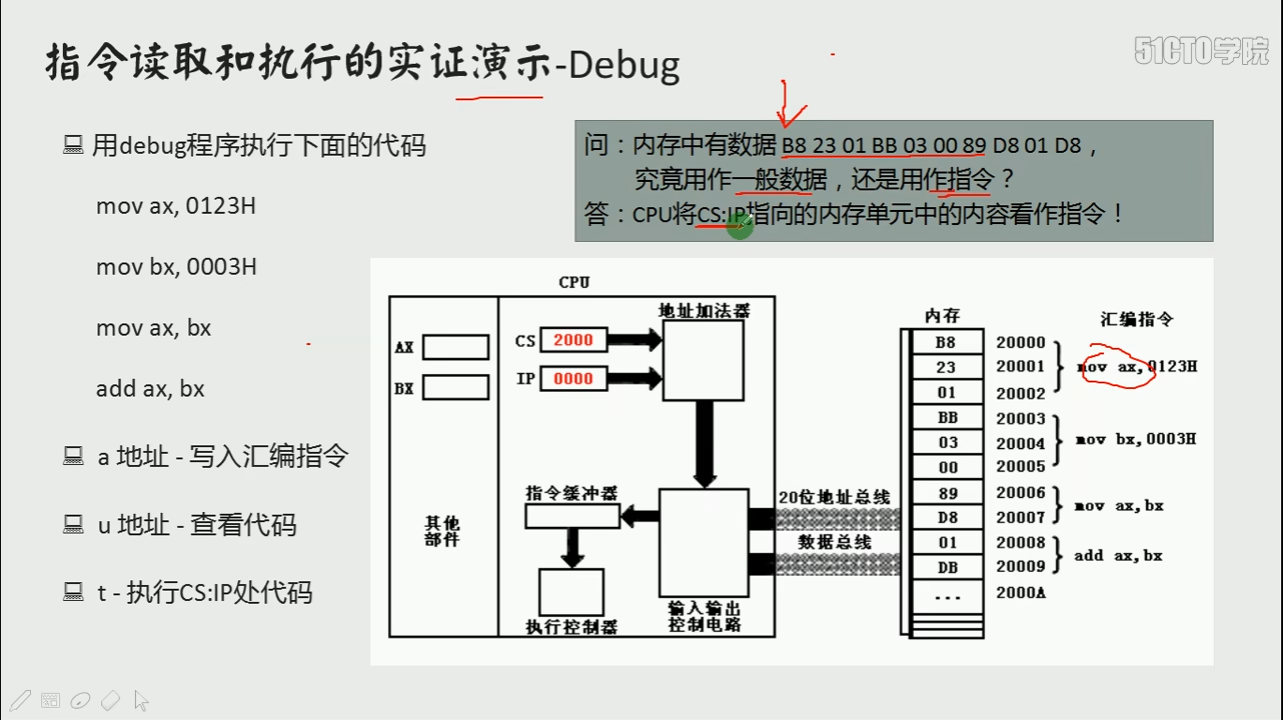 指令读取和执行的实证演示-Debug
51CTO学院
用debug程序执行下面的代码
mov ax, 0123H
mov bx, 0003H
mov ax, bx
add ax, bx
a 地址 - 写入汇编指令
u 地址 - 查看代码
t - 执行CS:IP处代码
问：内存中有数据 B8 23 01 BB 03 00 89 D8 01 D8，
究竟用作一般数据，还是用作指令？
答：CPU将CS:IP指向的内存单元中的内容看作指令！
CPU
地址加法器
CS 2000
IP 0000
AX
BX
其他
部件
指令缓冲器
执行控制器
输入输出
控制电路
20位地址总线
数据总线
内存
汇编指令
B8 20000
23 20001 mov ax,0123H
01 20002
BB 20003
03 20004 mov bx,0003H
00 20005
89 20006 mov ax,bx
D8 20007
01 20008 add ax,bx
DB 20009
... 2000A